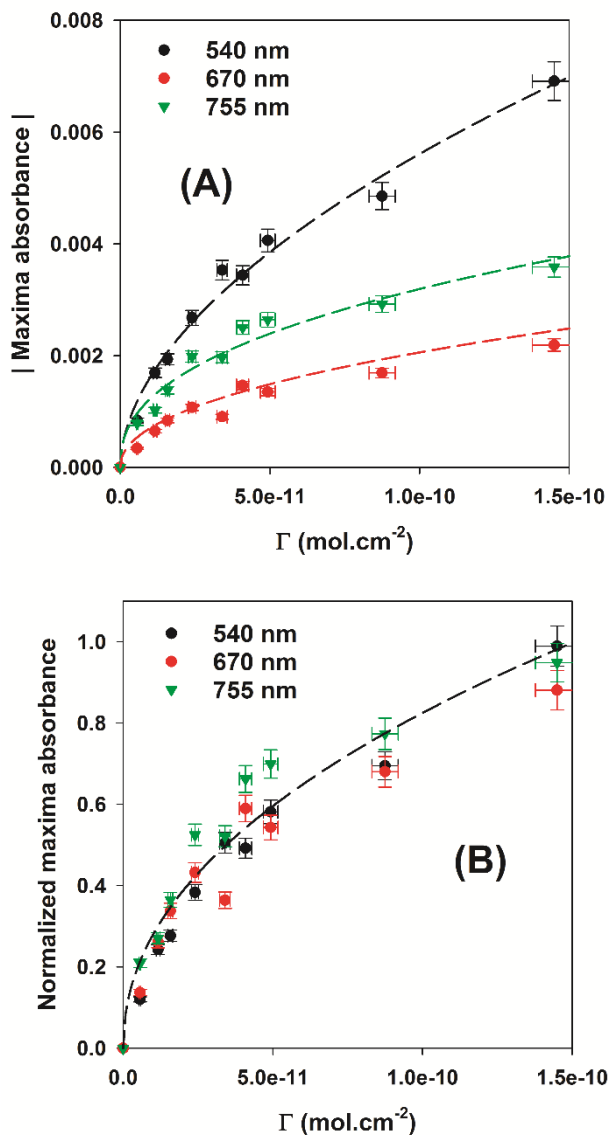 0.008
540 nm
670 nm
755 nm
0.006
(A)
0.004
0.002
0.000
| Maxima absorbance |
0.0 5.0e-11 1.0e-10 1.5e-10
Γ (mol.cm⁻²)
540 nm
670 nm
755 nm
1.0
0.8
0.6
(B)
0.4
0.2
0.0
Normalized maxima absorbance
0.0 5.0e-11 1.0e-10 1.5e-10
Γ (mol.cm⁻²)